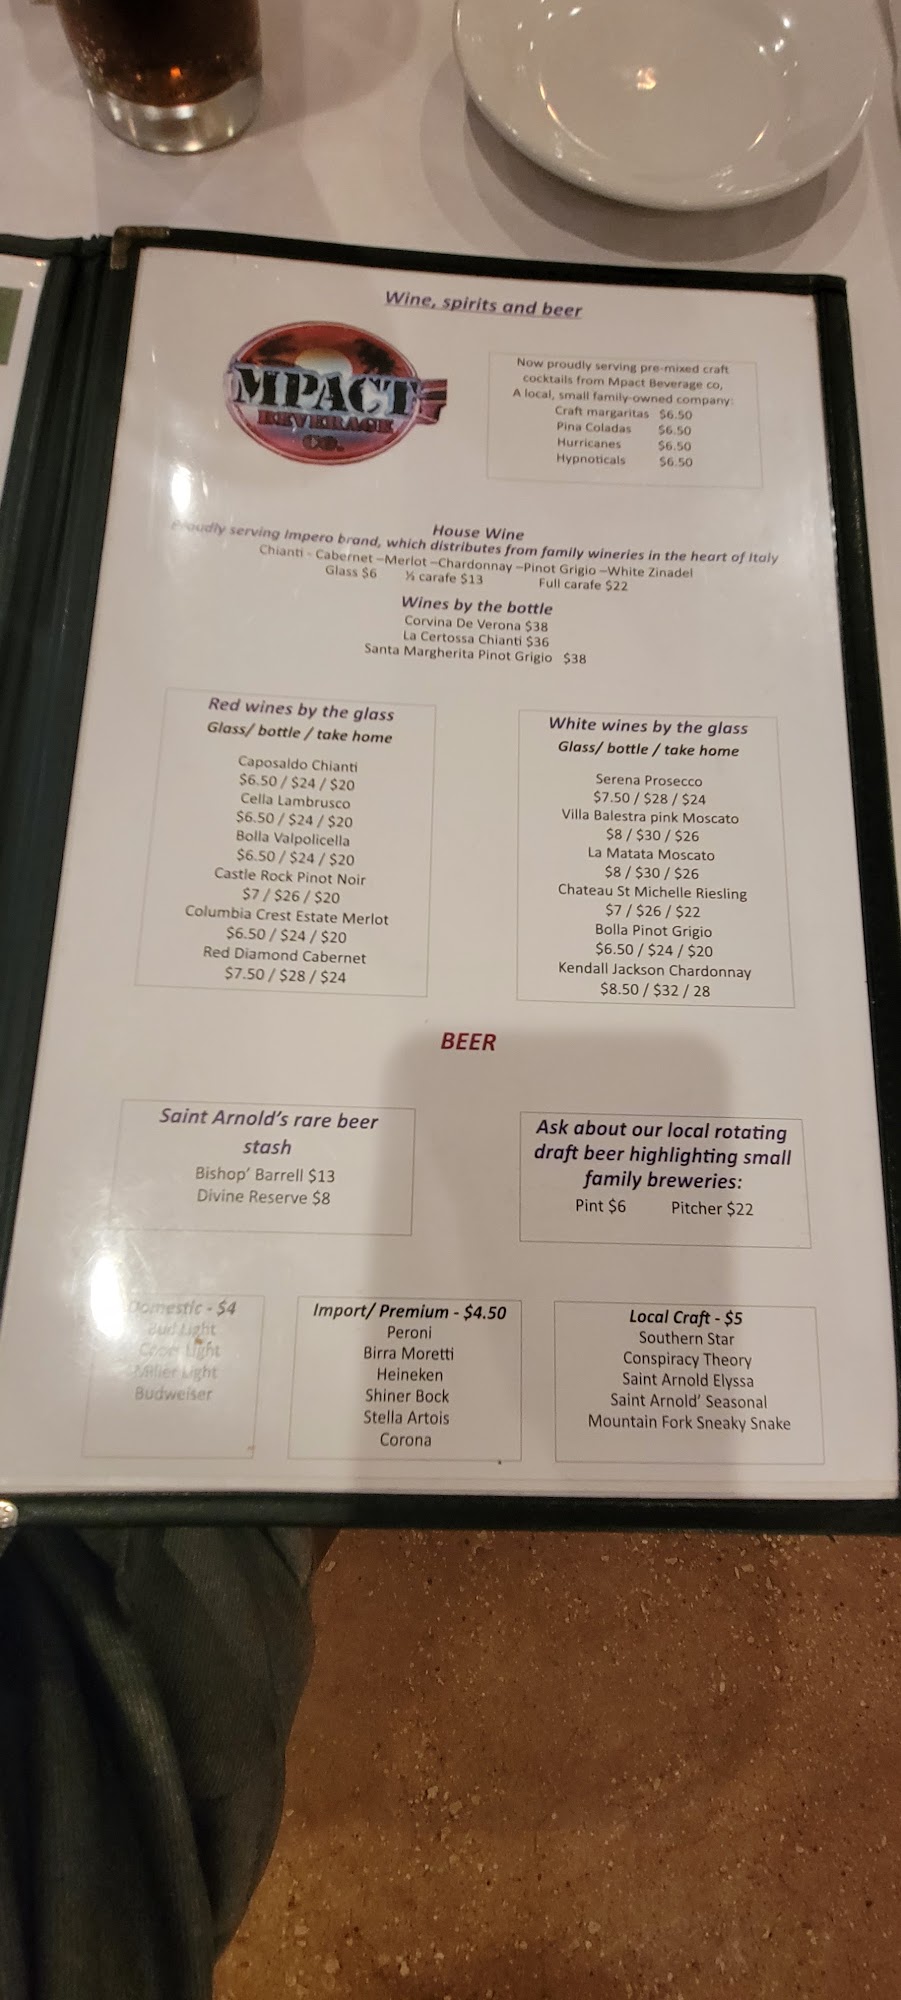 Wine, spirits and beer
MPACT
BEVERAGE
CO.
Now proudly serving pre-mixed craft
cocktails from Mpact Beverage co,
A local, small family-owned company:
Craft margaritas $6.50
Pina Coladas $6.50
Hurricanes $6.50
Hypnoticals $6.50
House Wine
Proudly serving Impero brand, which distributes from family wineries in the heart of Italy
Chianti - Cabernet –Merlot –Chardonnay –Pinot Grigio –White Zinadel
Glass $6 ½ carafe $13 Full carafe $22
Wines by the bottle
Corvina De Verona $38
La Certossa Chianti $36
Santa Margherita Pinot Grigio $38
Red wines by the glass
Glass/ bottle / take home
Caposaldo Chianti
$6.50 / $24 / $20
Cella Lambrusco
$6.50 / $24 / $20
Bolla Valpolicella
$6.50 / $24 / $20
Castle Rock Pinot Noir
$7 / $26 / $20
Columbia Crest Estate Merlot
$6.50 / $24 / $20
Red Diamond Cabernet
$7.50 / $28 / $24
White wines by the glass
Glass/ bottle / take home
Serena Prosecco
$7.50 / $28 / $24
Villa Balestra pink Moscato
$8 / $30 / $26
La Matata Moscato
$8 / $30 / $26
Chateau St Michelle Riesling
$7 / $26 / $22
Bolla Pinot Grigio
$6.50 / $24 / $20
Kendall Jackson Chardonnay
$8.50 / $32 / 28
BEER
Saint Arnold's rare beer
stash
Bishop' Barrell $13
Divine Reserve $8
Ask about our local rotating
draft beer highlighting small
family breweries:
Pint $6 Pitcher $22
Domestic - $4
Bud Light
Coors Light
Miller Light
Budweiser
Import/ Premium - $4.50
Peroni
Birra Moretti
Heineken
Shiner Bock
Stella Artois
Corona
Local Craft - $5
Southern Star
Conspiracy Theory
Saint Arnold Elyssa
Saint Arnold' Seasonal
Mountain Fork Sneaky Snake